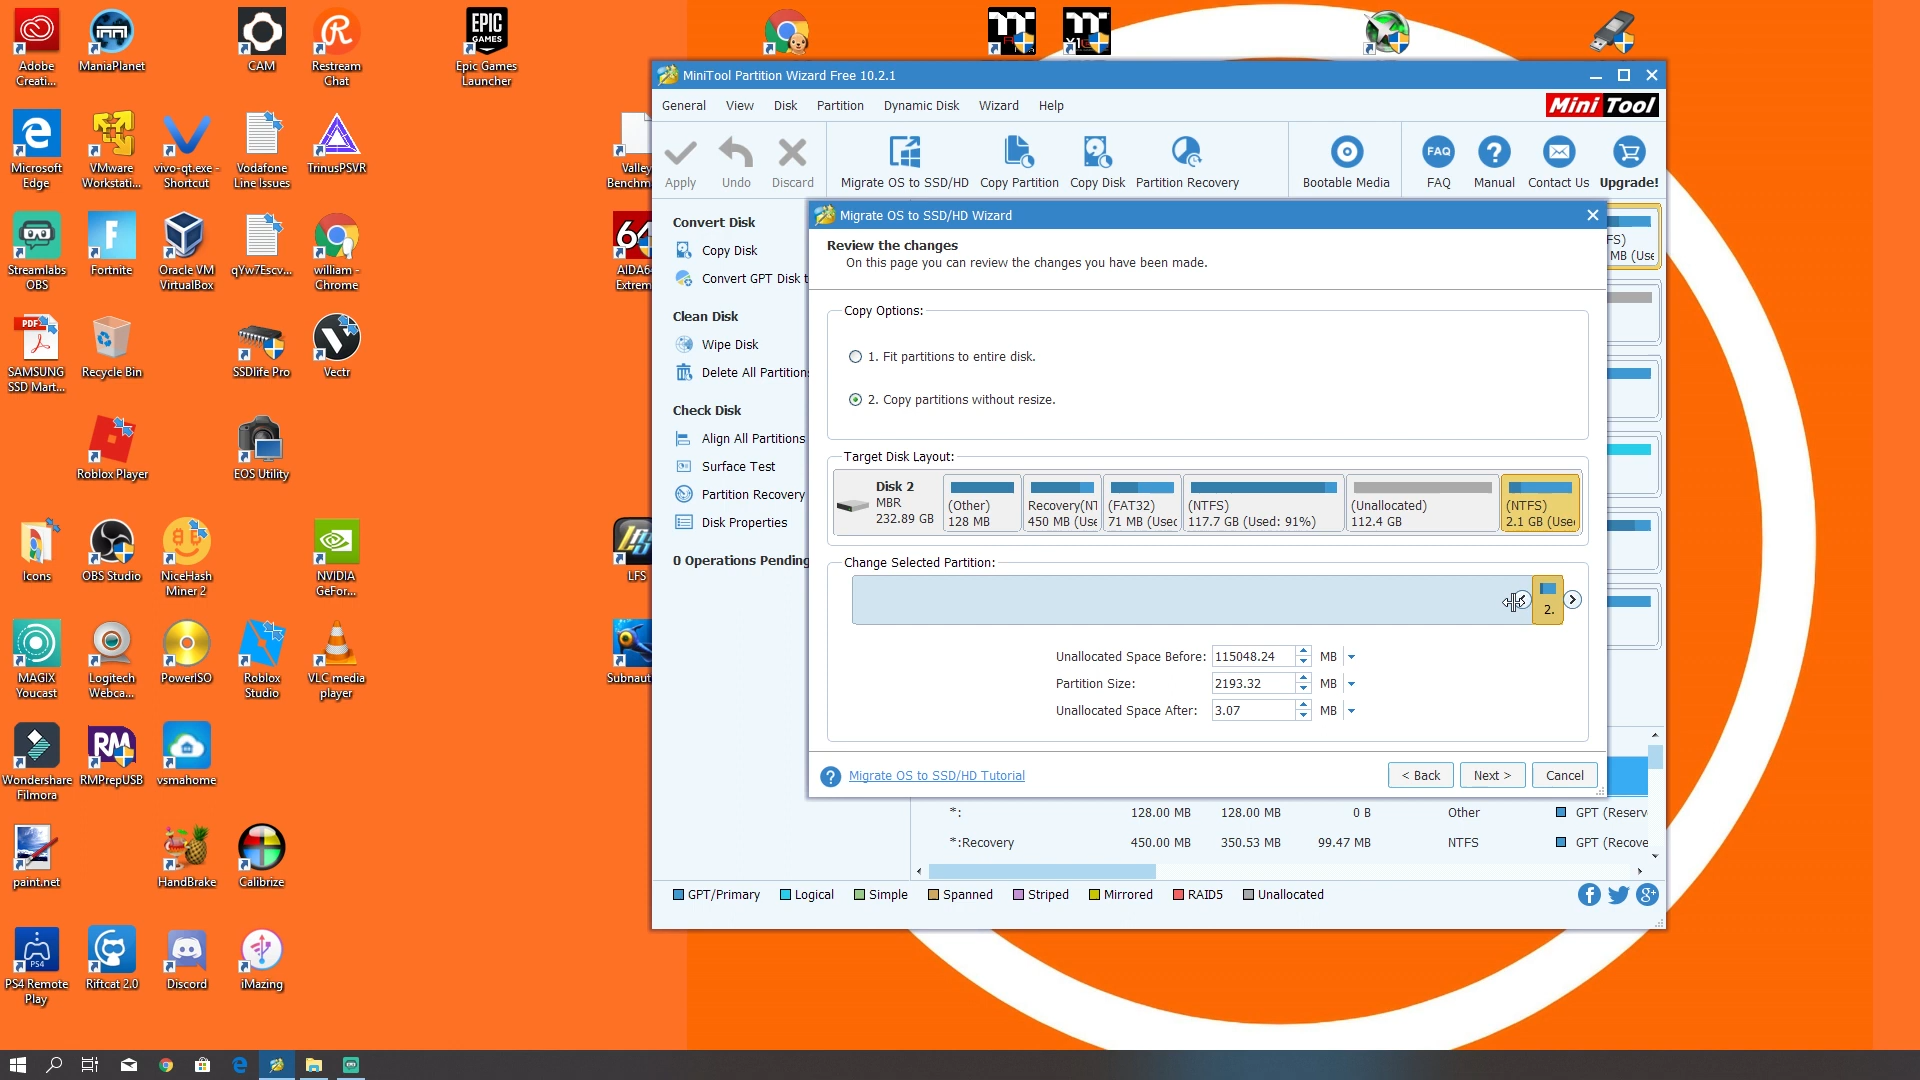 Adobe
Creati...
ManiaPlanet
CAM
Restream
Chat
EPIC
GAMES
Epic Games
Launcher
Microsoft
Edge
VMware
Workstati...
vivo-qt.exe -
Shortcut
Vodafone
Line Issues
TrinusPSVR
Valley
Benchm
Streamlabs
OBS
Fortnite
Oracle VM
VirtualBox
qYw7Escv...
william -
Chrome
64
AIDA64
Extrem
PDF
SAMSUNG
SSD Mart...
Recycle Bin
SSDlife Pro
Vectr
Roblox Player
EOS Utility
Icons
OBS Studio
NiceHash
Miner 2
NVIDIA
GeFor...
LFS
MAGIX
Youcast
Logitech
Webca...
PowerISO
Roblox
Studio
VLC media
player
Subnaut
Wondershare
Filmora
RM
RMPrepUSB
vsmahome
paint.net
HandBrake
Calibrize
PS4
PS4 Remote
Play
Riftcat 2.0
Discord
iMazing
MiniTool Partition Wizard Free 10.2.1
General View Disk Partition Dynamic Disk Wizard Help
Mini Tool
Apply Undo Discard Migrate OS to SSD/HD Copy Partition Copy Disk Partition Recovery Bootable Media FAQ Manual Contact Us Upgrade!
FAQ
Convert Disk
Copy Disk
Convert GPT Disk t
Clean Disk
Wipe Disk
Delete All Partition
Check Disk
Align All Partitions
Surface Test
Partition Recovery
Disk Properties
0 Operations Pending
FS)
MB (Use
Migrate OS to SSD/HD Wizard
Review the changes
On this page you can review the changes you have been made.
Copy Options:
1. Fit partitions to entire disk.
2. Copy partitions without resize.
Target Disk Layout:
Disk 2
MBR
232.89 GB
(Other)
128 MB
Recovery(NT
450 MB (Use
(FAT32)
71 MB (Usec
(NTFS)
117.7 GB (Used: 91%)
(Unallocated)
112.4 GB
(NTFS)
2.1 GB (Use
Change Selected Partition:
2.
Unallocated Space Before: 115048.24 MB
Partition Size: 2193.32 MB
Unallocated Space After: 3.07 MB
Migrate OS to SSD/HD Tutorial
< Back Next > Cancel
*: 128.00 MB 128.00 MB 0 B Other GPT (Reserv
*:Recovery 450.00 MB 350.53 MB 99.47 MB NTFS GPT (Recove
GPT/Primary Logical Simple Spanned Striped Mirrored RAID5 Unallocated